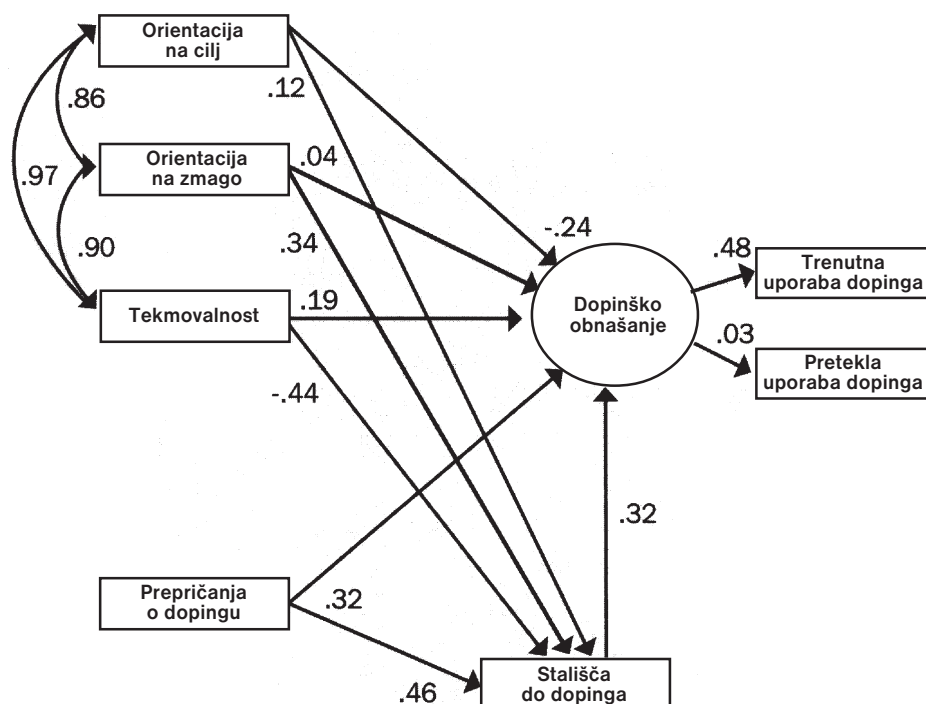 Orientacija
na cilj
.12
.86
Orientacija
na zmago
.04
.97
-.24
.34
.90
.48
Trenutna
uporaba dopinga
Tekmovalnost
.19
Dopinško
obnašanje
.03
Pretekla
uporaba dopinga
-.44
.32
Prepričanja
o dopingu
.32
.46
Stališča
do dopinga